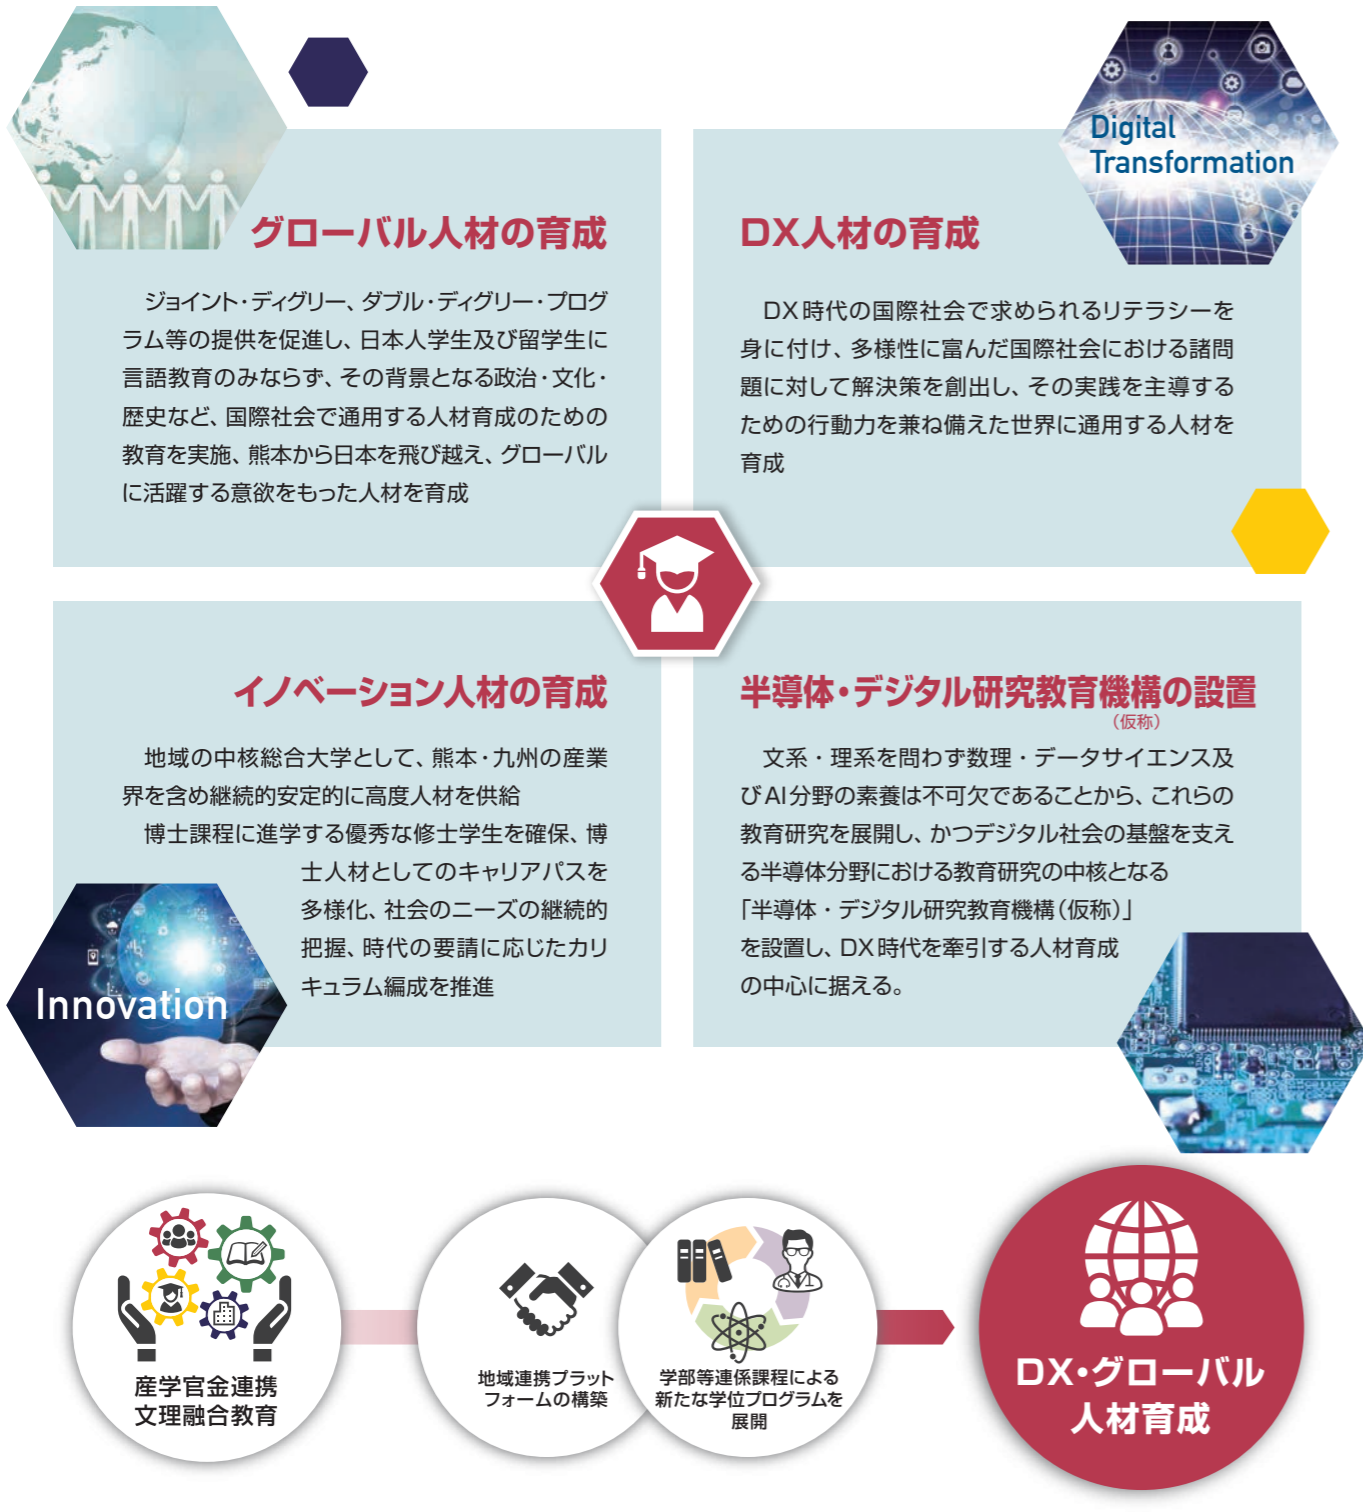 グローバル人材の育成
ジョイント・ディグリー、ダブル・ディグリー・プログ
ラム等の提供を促進し、日本人学生及び留学生に
言語教育のみならず、その背景となる政治・文化・
歴史など、国際社会で通用する人材育成のための
教育を実施、熊本から日本を飛び越え、グローバル
に活躍する意欲をもった人材を育成
Digital
Transformation
DX人材の育成
DX時代の国際社会で求められるリテラシーを
身に付け、多様性に富んだ国際社会における諸問
題に対して解決策を創出し、その実践を主導する
ための行動力を兼ね備えた世界に通用する人材を
育成
イノベーション人材の育成
地域の中核総合大学として、熊本・九州の産業
界を含め継続的安定的に高度人材を供給
博士課程に進学する優秀な修士学生を確保、博
士人材としてのキャリアパスを
多様化、社会のニーズの継続的
把握、時代の要請に応じたカリ
キュラム編成を推進
Innovation
半導体・デジタル研究教育機構の設置
（仮称）
文系・理系を問わず数理・データサイエンス及
びAI分野の素養は不可欠であることから、これらの
教育研究を展開し、かつデジタル社会の基盤を支え
る半導体分野における教育研究の中核となる
「半導体・デジタル研究教育機構（仮称）」
を設置し、DX時代を牽引する人材育成
の中心に据える。
産学官金連携
文理融合教育
地域連携プラット
フォームの構築
学部等連係課程による
新たな学位プログラムを
展開
DX・グローバル
人材育成